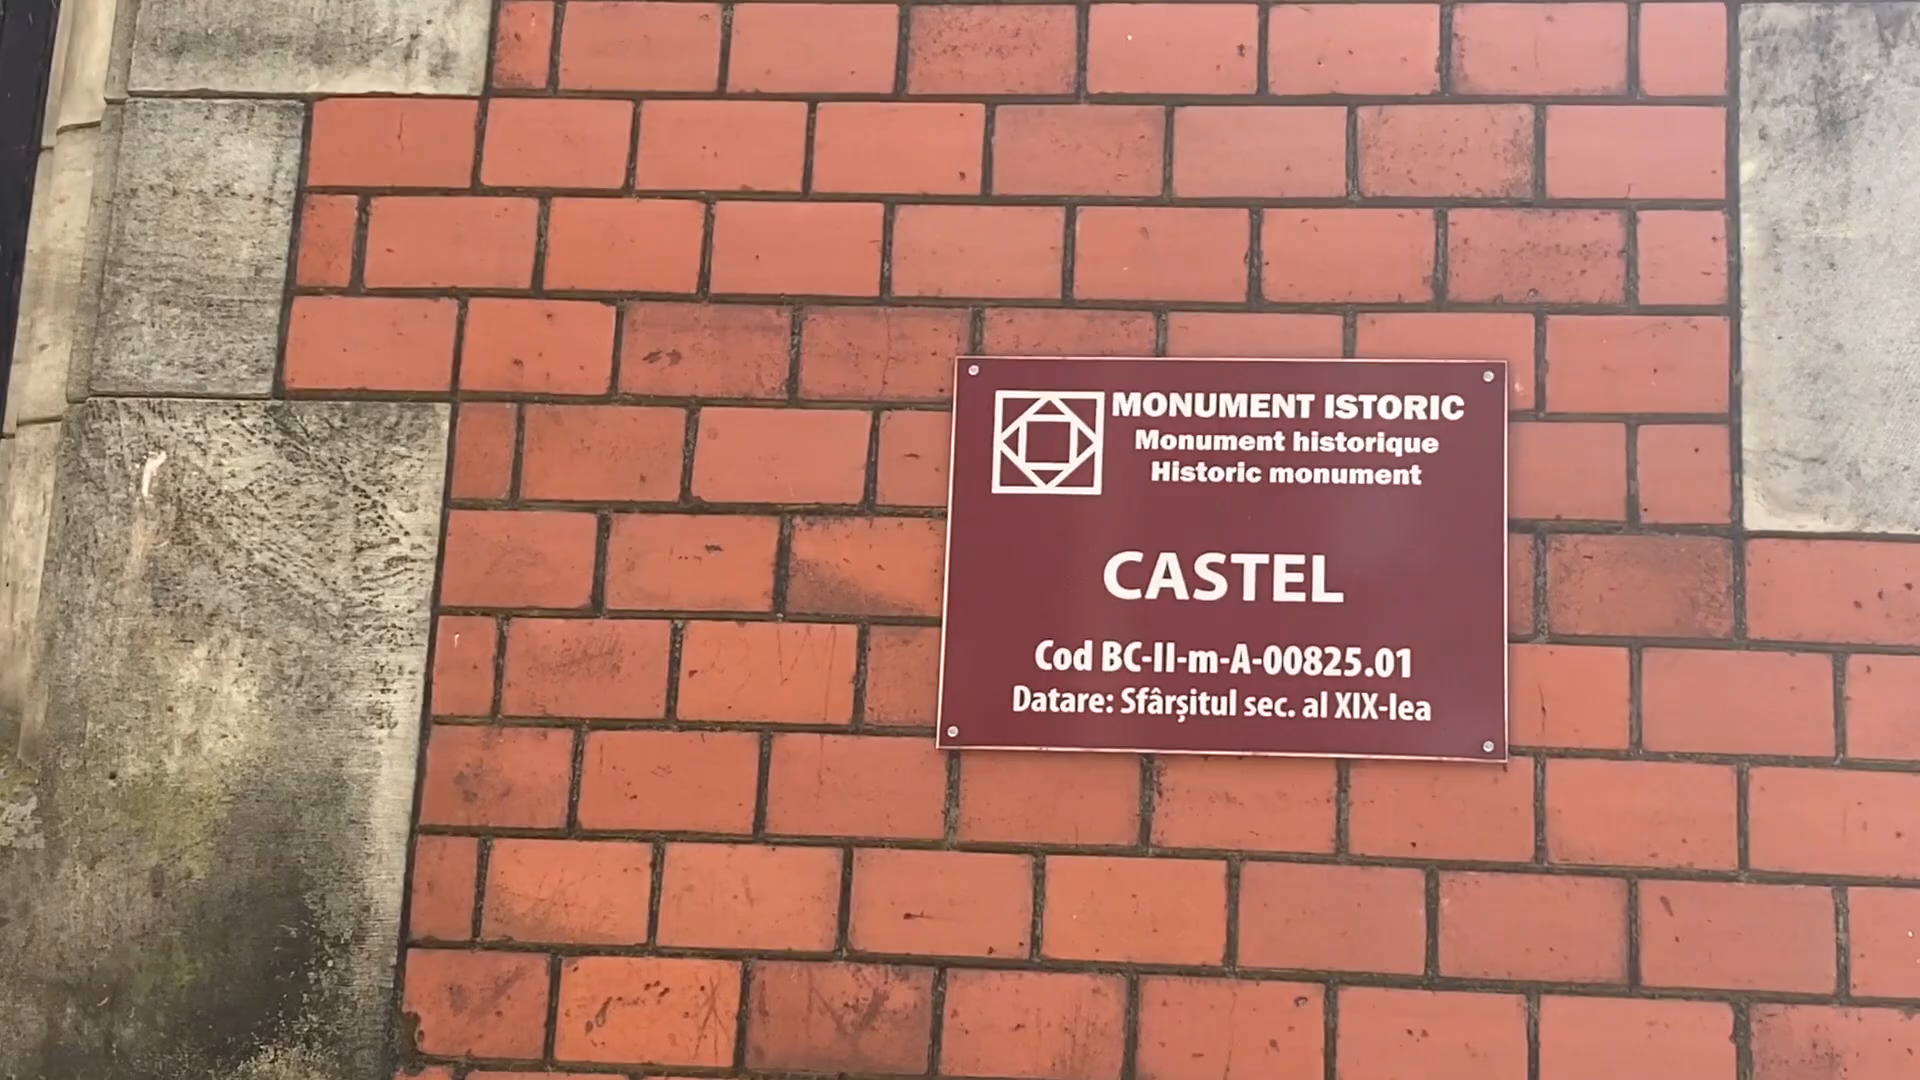 MONUMENT ISTORIC
Monument historique
Historic monument
CASTEL
Cod BC-II-m-A-00825.01
Datare: Sfârșitul sec. al XIX-lea